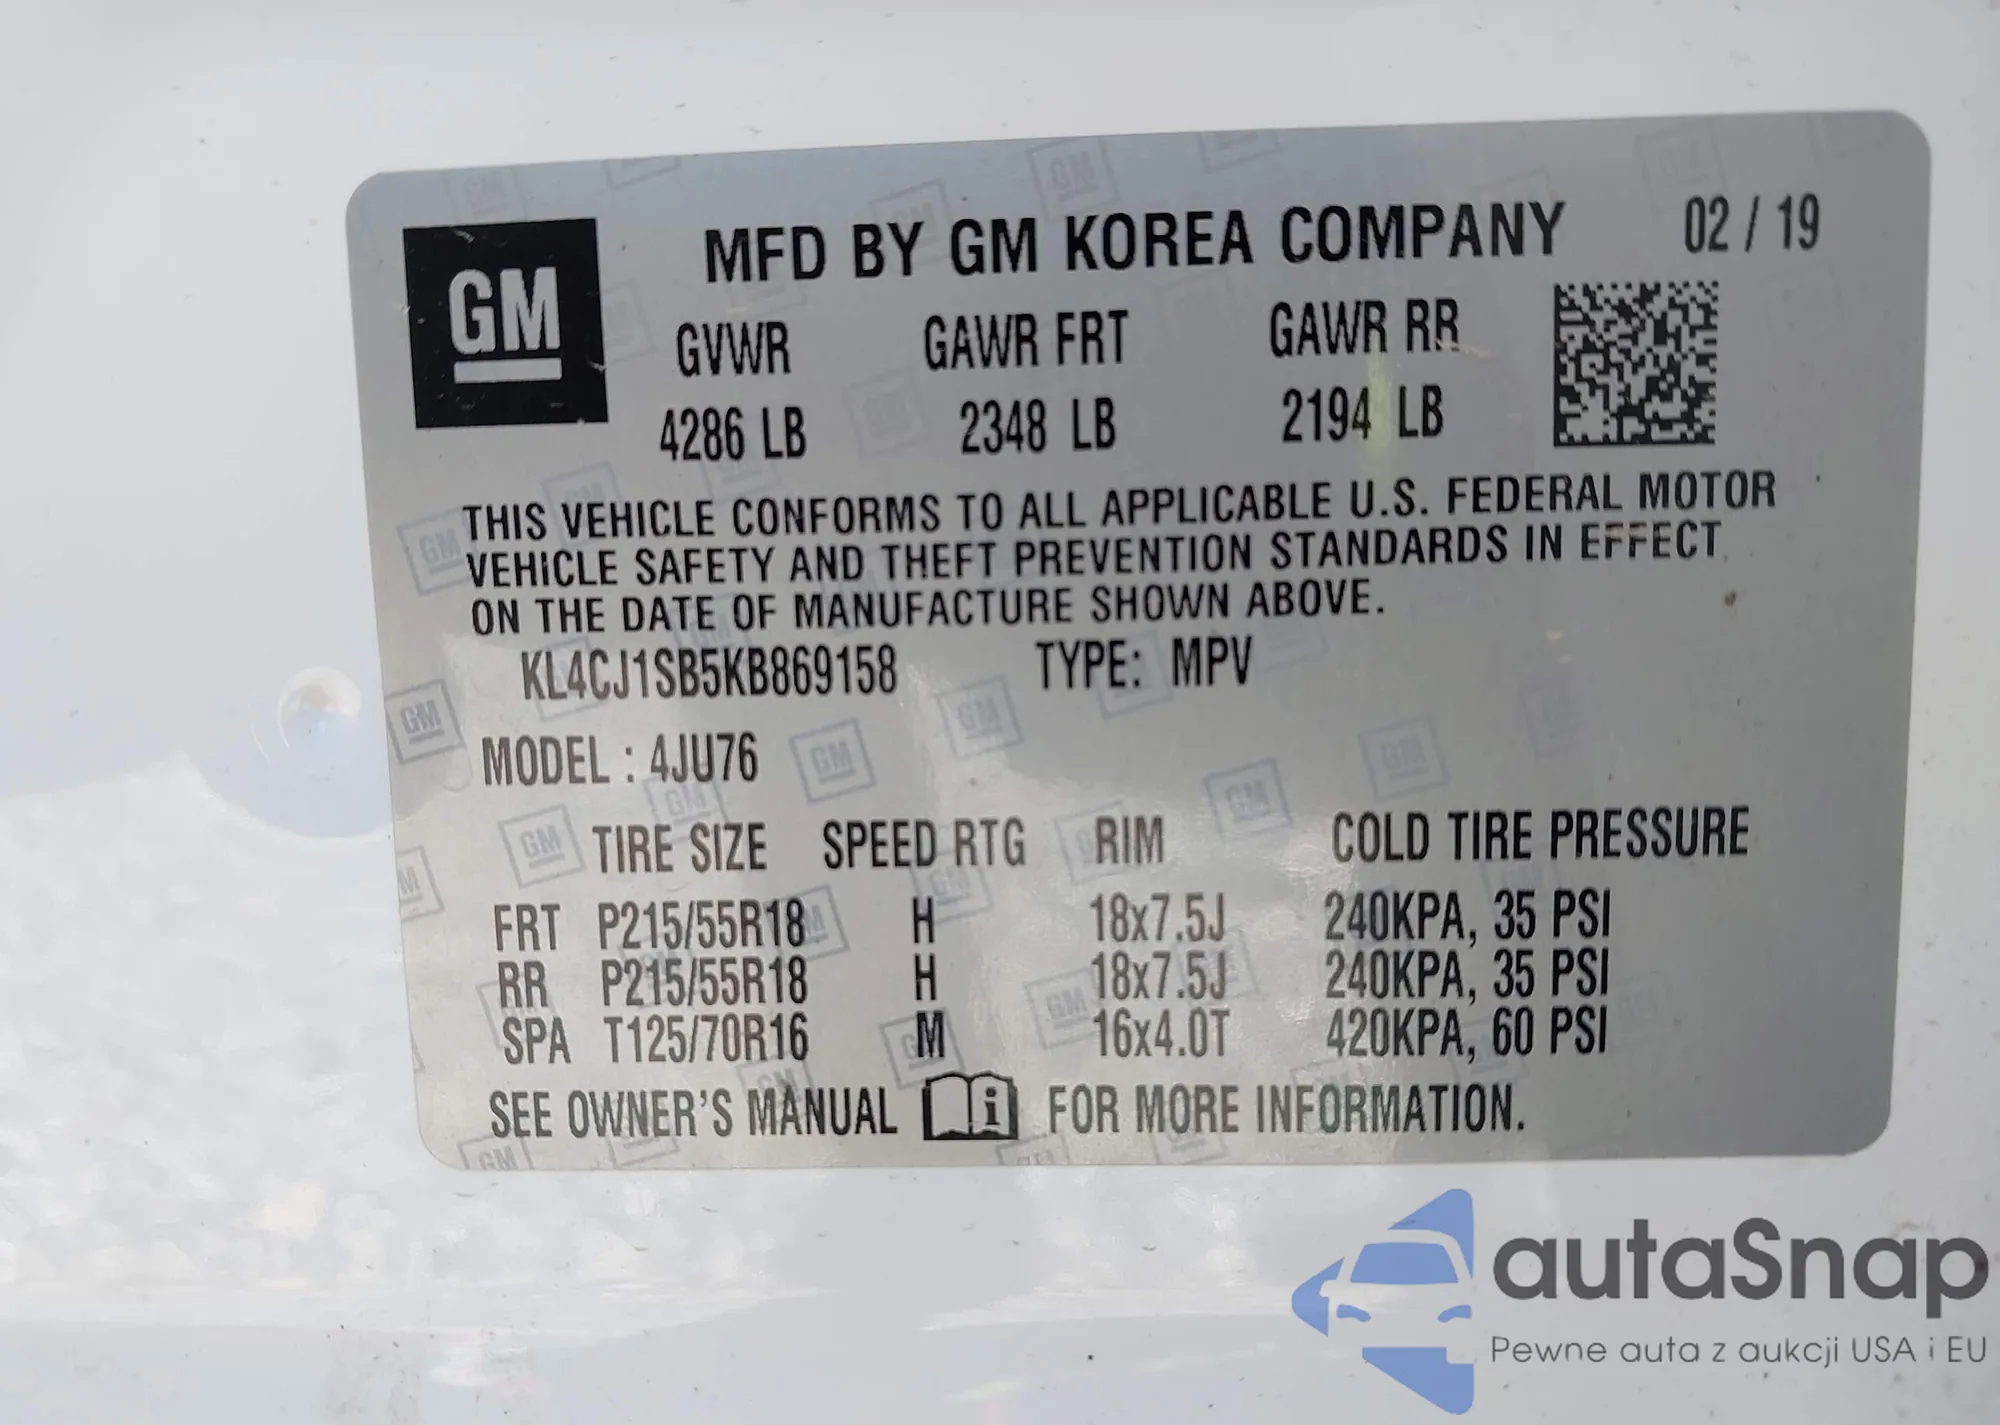 GM
MFD BY GM KOREA COMPANY 02 / 19
GVWR GAWR FRT GAWR RR
4286 LB 2348 LB 2194 LB
THIS VEHICLE CONFORMS TO ALL APPLICABLE U.S. FEDERAL MOTOR
VEHICLE SAFETY AND THEFT PREVENTION STANDARDS IN EFFECT
ON THE DATE OF MANUFACTURE SHOWN ABOVE.
KL4CJ1SB5KB869158 TYPE: MPV
MODEL : 4JU76
TIRE SIZE SPEED RTG RIM COLD TIRE PRESSURE
FRT P215/55R18 H 18x7.5J 240KPA, 35 PSI
RR P215/55R18 H 18x7.5J 240KPA, 35 PSI
SPA T125/70R16 M 16x4.0T 420KPA, 60 PSI
SEE OWNER'S MANUAL i FOR MORE INFORMATION.
autaSnap
Pewne auta z aukcji USA i EU